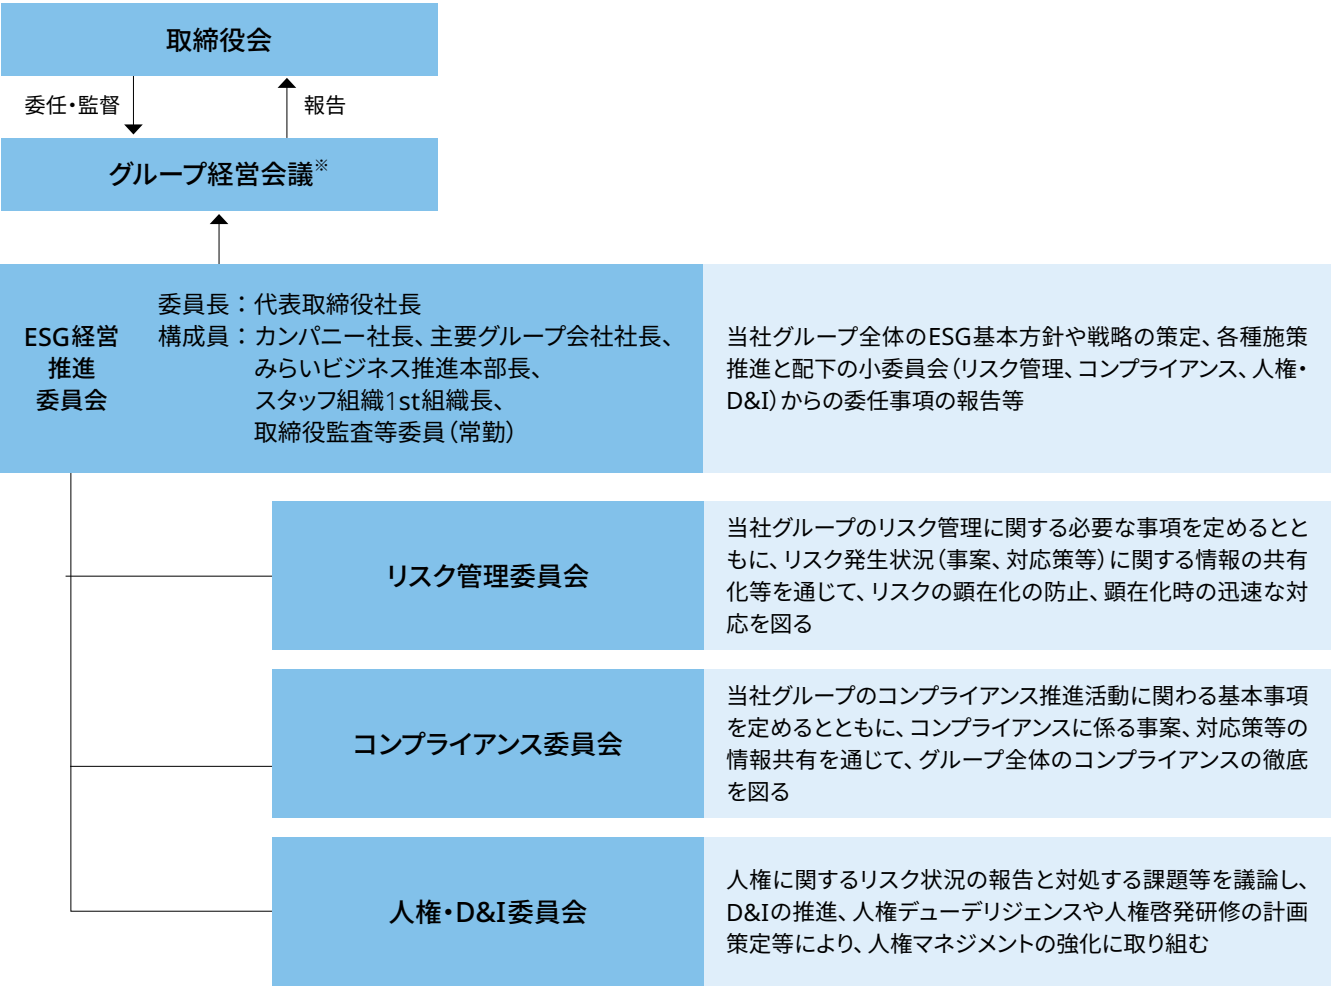 取締役会
委任・監督
報告
グループ経営会議※
ESG経営
推進
委員会
委員長：代表取締役社長
構成員：カンパニー社長、主要グループ会社社長、
みらいビジネス推進本部長、
スタッフ組織1st組織長、
取締役監査等委員（常勤）
当社グループ全体のESG基本方針や戦略の策定、各種施策
推進と配下の小委員会（リスク管理、コンプライアンス、人権・
D&I）からの委任事項の報告等
リスク管理委員会
当社グループのリスク管理に関する必要な事項を定めるとと
もに、リスク発生状況（事案、対応策等）に関する情報の共有
化等を通じて、リスクの顕在化の防止、顕在化時の迅速な対
応を図る
コンプライアンス委員会
当社グループのコンプライアンス推進活動に関わる基本事項
を定めるとともに、コンプライアンスに係る事案、対応策等の
情報共有を通じて、グループ全体のコンプライアンスの徹底
を図る
人権・D&I委員会
人権に関するリスク状況の報告と対処する課題等を議論し、
D&Iの推進、人権デューデリジェンスや人権啓発研修の計画
策定等により、人権マネジメントの強化に取り組む